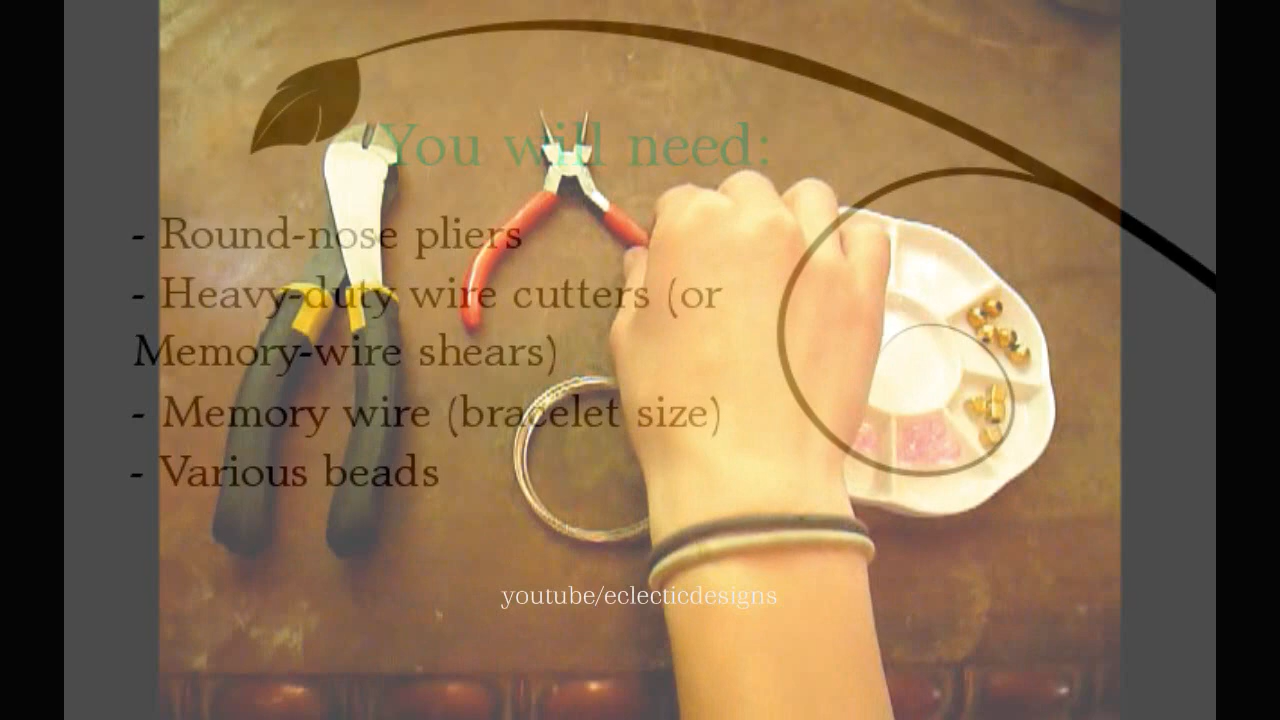 You will need:
- Round-nose pliers
- Heavy-duty wire cutters (or
Memory-wire shears)
- Memory wire (bracelet size)
- Various beads
youtube/eclecticdesigns